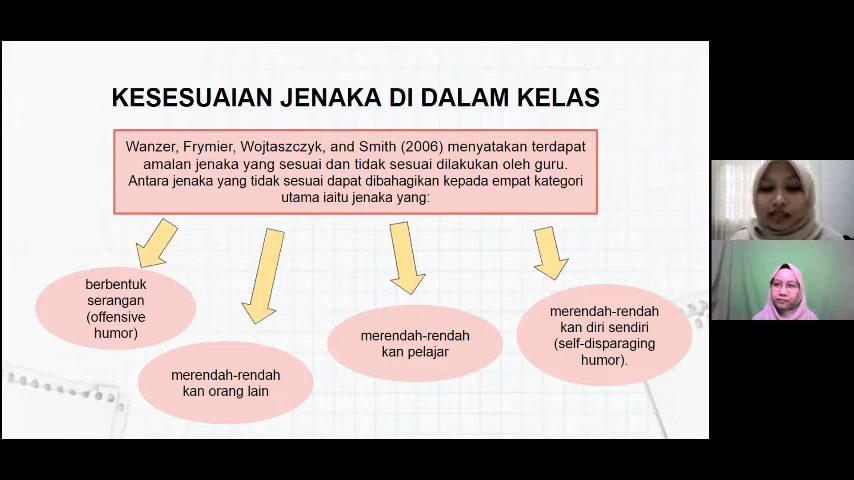 KESESUAIAN JENAKA DI DALAM KELAS
Wanzer, Frymier, Wojtaszczyk, and Smith (2006) menyatakan terdapat
amalan jenaka yang sesuai dan tidak sesuai dilakukan oleh guru.
Antara jenaka yang tidak sesuai dapat dibahagikan kepada empat kategori
utama iaitu jenaka yang:
berbentuk
serangan
(offensive
humor)
merendah-rendah
kan orang lain
merendah-rendah
kan pelajar
merendah-rendah
kan diri sendiri
(self-disparaging
humor).